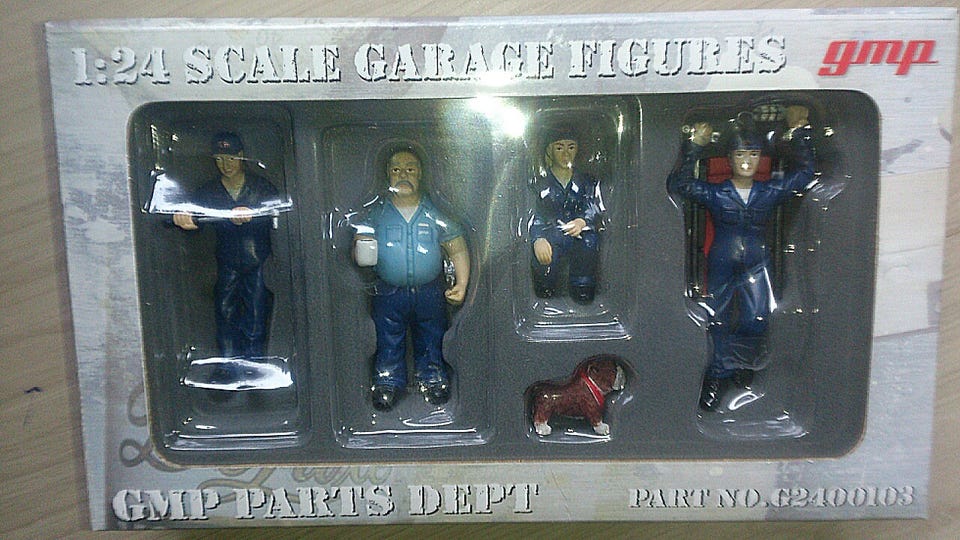 1:24 SCALE GARAGE FIGURES
gmp
GMP PARTS DEPT
PART NO.G2400103